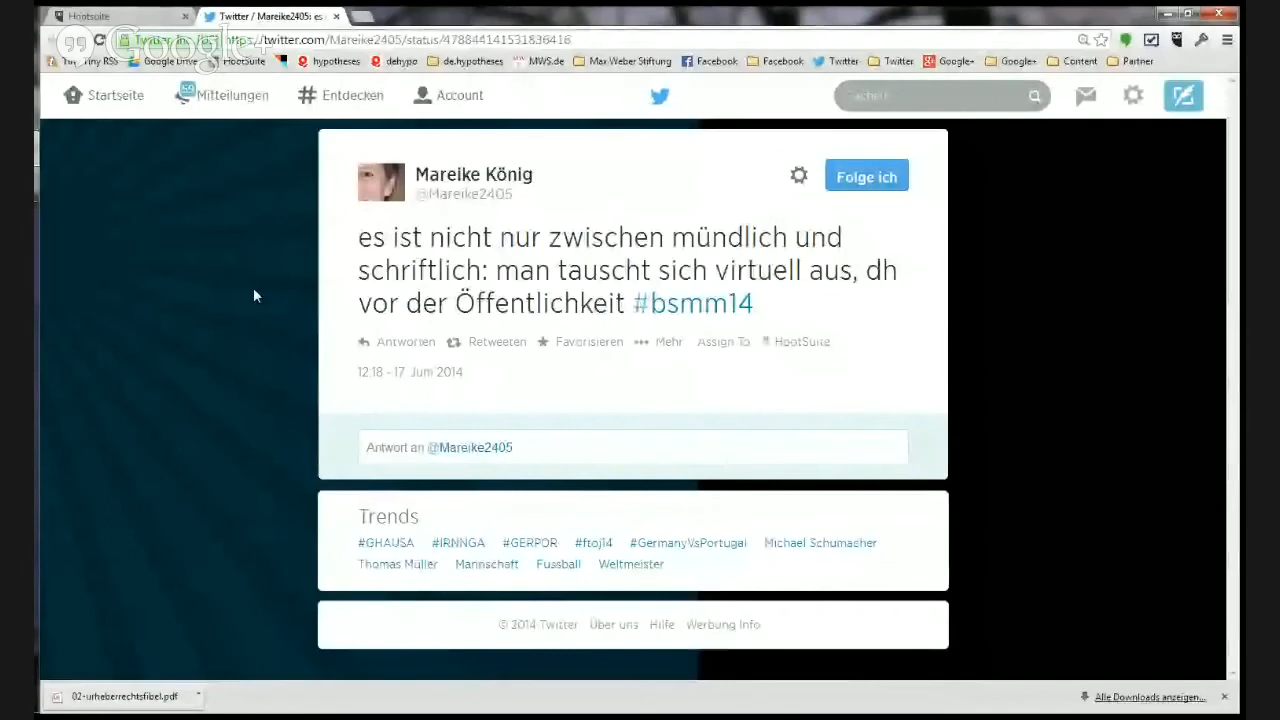 Hootsuite
Twitter / Mareike2405: es
Google+
https://twitter.com/Mareike2405/status/478844141531836416
Tiny RSS Google Drive HootSuite hypotheses dehypo de.hypotheses MWS.de Max Weber Stiftung Facebook Facebook Twitter Twitter Google+ Google+ Content Partner
Startseite 59 Mitteilungen Entdecken Account
Mareike König
@Mareike2405
Folge ich
es ist nicht nur zwischen mündlich und
schriftlich: man tauscht sich virtuell aus, dh
vor der Öffentlichkeit #bsmm14
Antworten Retweeten Favorisieren Mehr Assign To HootSuite
12:18 - 17 Juni 2014
Antwort an @Mareike2405
Trends
#GHAUSA #IRNNGA #GERPOR #ftoj14 #GermanyVsPortugal Michael Schumacher
Thomas Müller Mannschaft Fussball Weltmeister
© 2014 Twitter Über uns Hilfe Werbung Info
02-urheberrechtsfibel.pdf
Alle Downloads anzeigen...